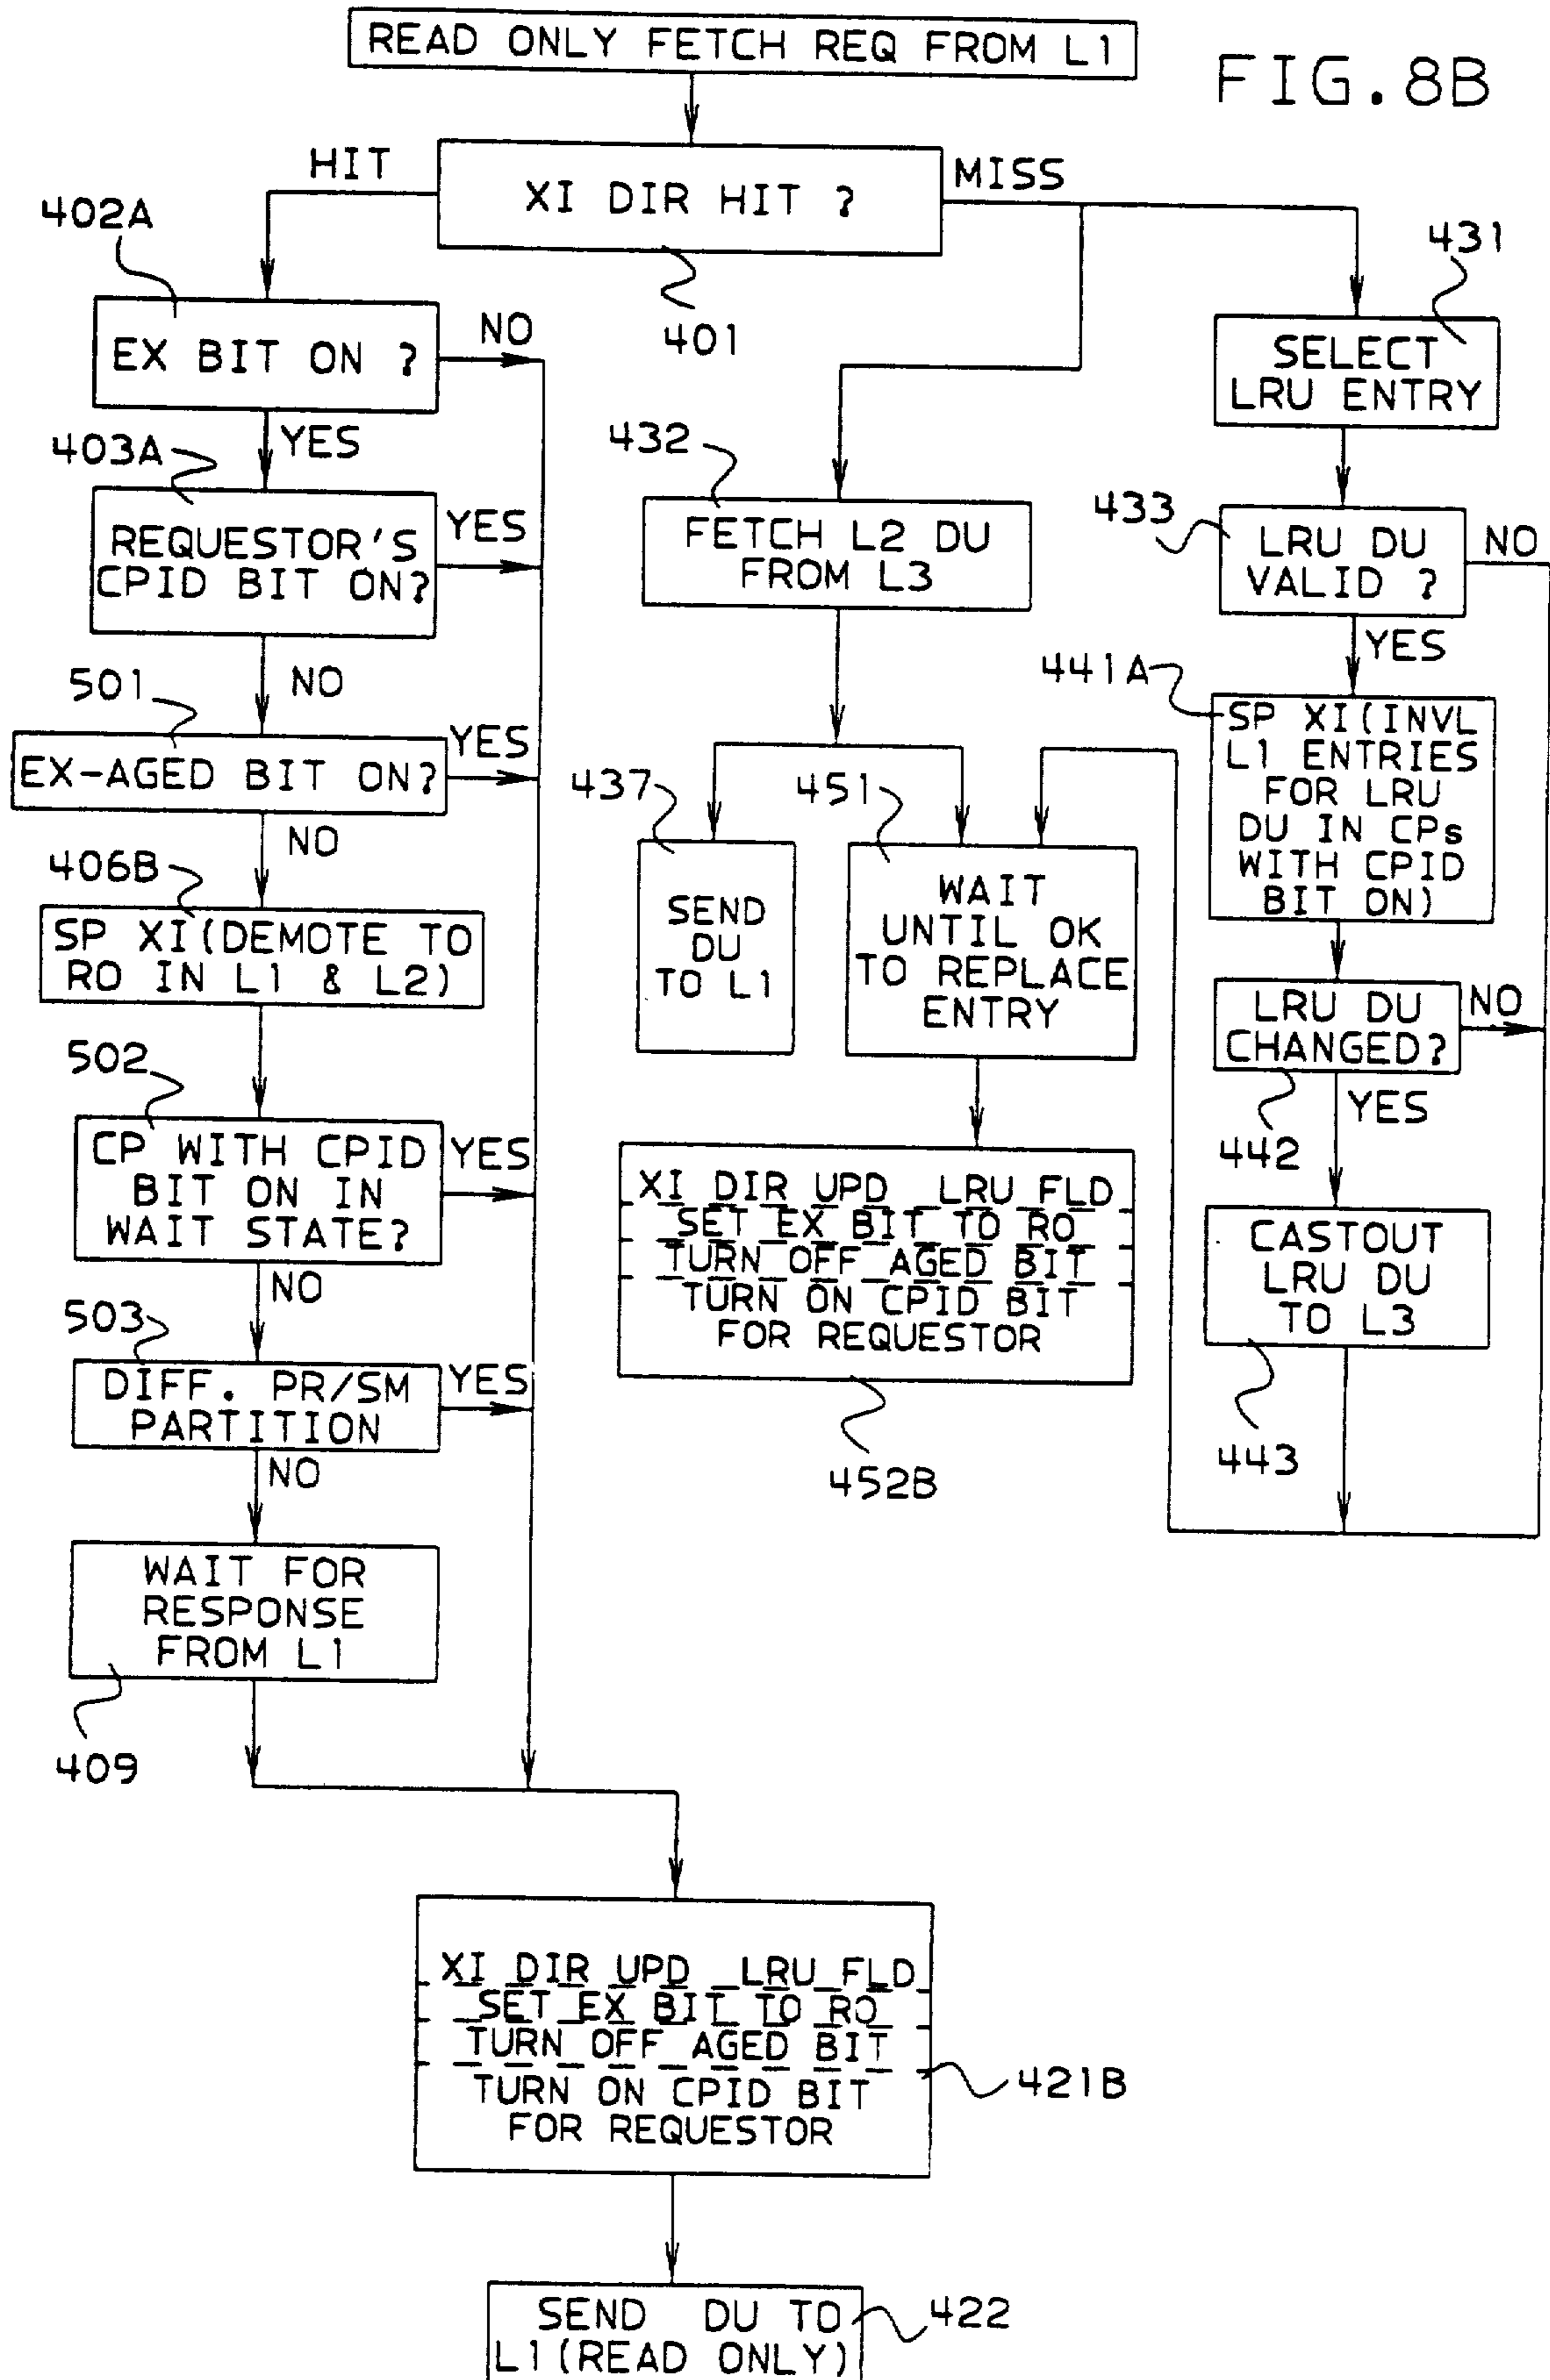 READ ONLY FETCH REQ FROM L1
FIG.8B
HIT
XI DIR HIT ?
MISS
401
402A
EX BIT ON ?
NO
YES
403A
REQUESTOR'S
CPID BIT ON?
YES
NO
501
EX-AGED BIT ON?
YES
NO
406B
SP XI(DEMOTE TO
RO IN L1 & L2)
502
CP WITH CPID
BIT ON IN
WAIT STATE?
YES
NO
503
DIFF. PR/SM
PARTITION
YES
NO
WAIT FOR
RESPONSE
FROM L1
409
432
FETCH L2 DU
FROM L3
437
SEND
DU
TO L1
451
WAIT
UNTIL OK
TO REPLACE
ENTRY
XI DIR UPD LRU FLD
SET EX BIT TO RO
TURN OFF AGED BIT
TURN ON CPID BIT
FOR REQUESTOR
452B
431
SELECT
LRU ENTRY
433
LRU DU
VALID ?
NO
YES
441A
SP XI(INVL
L1 ENTRIES
FOR LRU
DU IN CPs
WITH CPID
BIT ON)
LRU DU
CHANGED?
NO
442
YES
CASTOUT
LRU DU
TO L3
443
XI DIR UPD LRU FLD
SET EX BIT TO RO
TURN OFF AGED BIT
TURN ON CPID BIT
FOR REQUESTOR
421B
SEND DU TO
L1(READ ONLY)
422